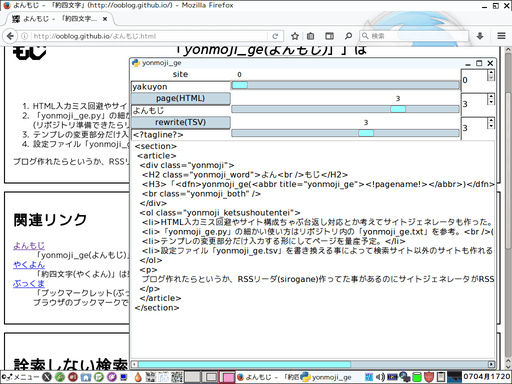 よんもじ - 「約四文字」(http://ooblog.github.io/) - Mozilla Firefox
よんもじ - 「約四文字...
ooblog.github.io/よんもじ.html
検索
もじ
「yonmoji_ge(よんもじ)」」は
1. HTML入力ミス回避やサイ
2. 「yonmoji_ge.py」の細か
(リポジトリ準備できたらリ
3. テンプレの変更部分だけ入
4. 設定ファイル「yonmoji_ge
ブログ作れたらというか、RSSリー
関連リンク
よんもじ
「yonmoji_ge(よんもじ)」は
やくよん
「約四文字(やくよん)」は
ぶっくま
「ブックマークレット(ぶっ
ブラウザのブックマークで
詮索しない検索
yonmoji_ge
site
0
0
yakuyon
page(HTML)
3
3
よんもじ
rewrite(TSV)
3
3
<?tagline?>
<section>
<article>
<div class="yonmoji">
<H2 class="yonmoji_word">よん<br />もじ</H2>
<H3>「<dfn>yonmoji_ge(<abbr title="yonmoji_ge"><!pagename!></abbr>)</dfn>
<br class="yonmoji_both" />
</div>
<ol class="yonmoji_ketsushoutentei">
<li>HTML入力ミス回避やサイト構成ちゃぶ台返し対応とか考えてサイトジェネレータも作った。
<li>「yonmoji_ge.py」の細かい使い方はリポジトリ内の「yonmoji_ge.txt」を参考。<br />(
<li>テンプレの変更部分だけ入力する形にしてページを量産予定。</li>
<li>設定ファイル「yonmoji_ge.tsv」を書き換える事によって検索サイト以外のサイトも作れる
</ol>
<p>
ブログ作れたらというか、RSSリーダ(sirogane)作ってた事があるのにサイトジェネレータがRSS
</p>
</article>
</section>
メニュー
よんもじ - 「約四
yonmoji_ge
0704月1720